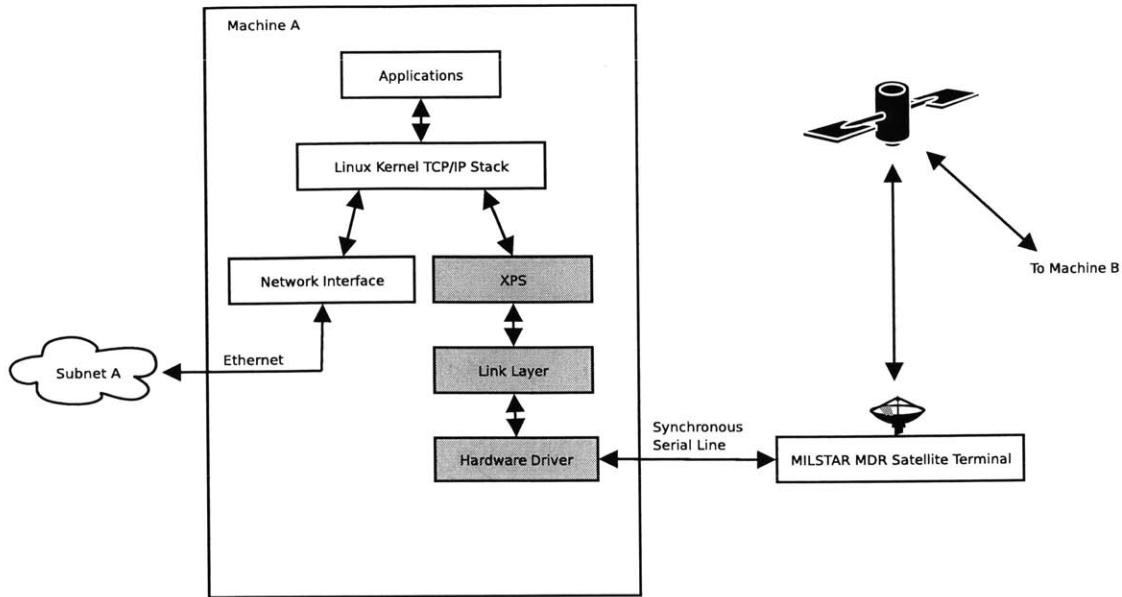 Machine A
Applications
Linux Kernel TCP/IP Stack
Network Interface
XPS
To Machine B
Ethernet
Subnet A
Link Layer
Synchronous
Serial Line
Hardware Driver
MILSTAR MDR Satellite Terminal